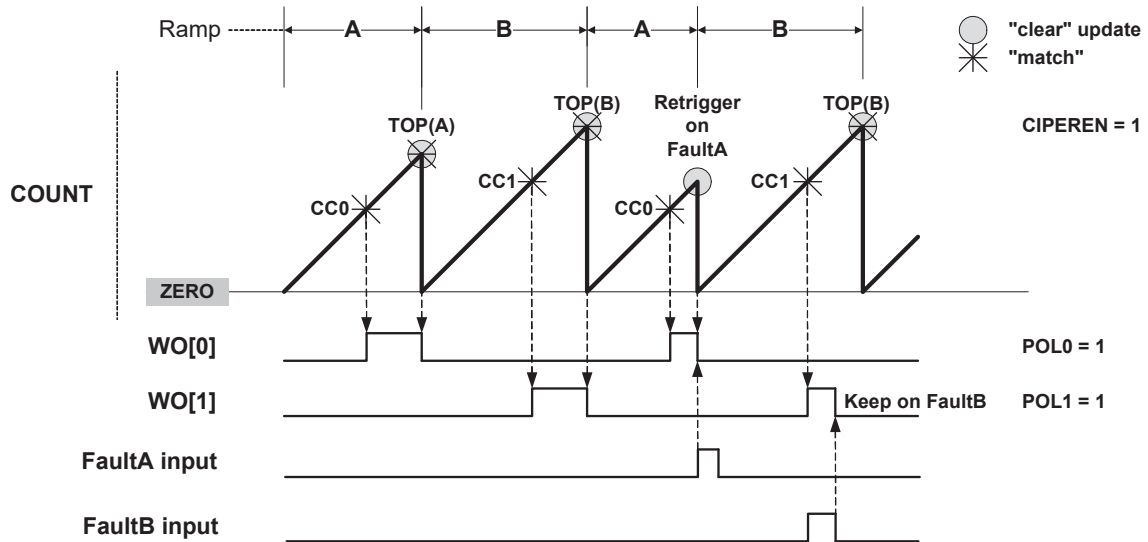 Ramp
A
B
A
B
"clear" update
"match"
TOP(A)
TOP(B)
Retrigger
on
FaultA
TOP(B)
CIPEREN = 1
COUNT
CC0
CC1
CC0
CC1
ZERO
WO[0]
POL0 = 1
WO[1]
Keep on FaultB
POL1 = 1
FaultA input
FaultB input